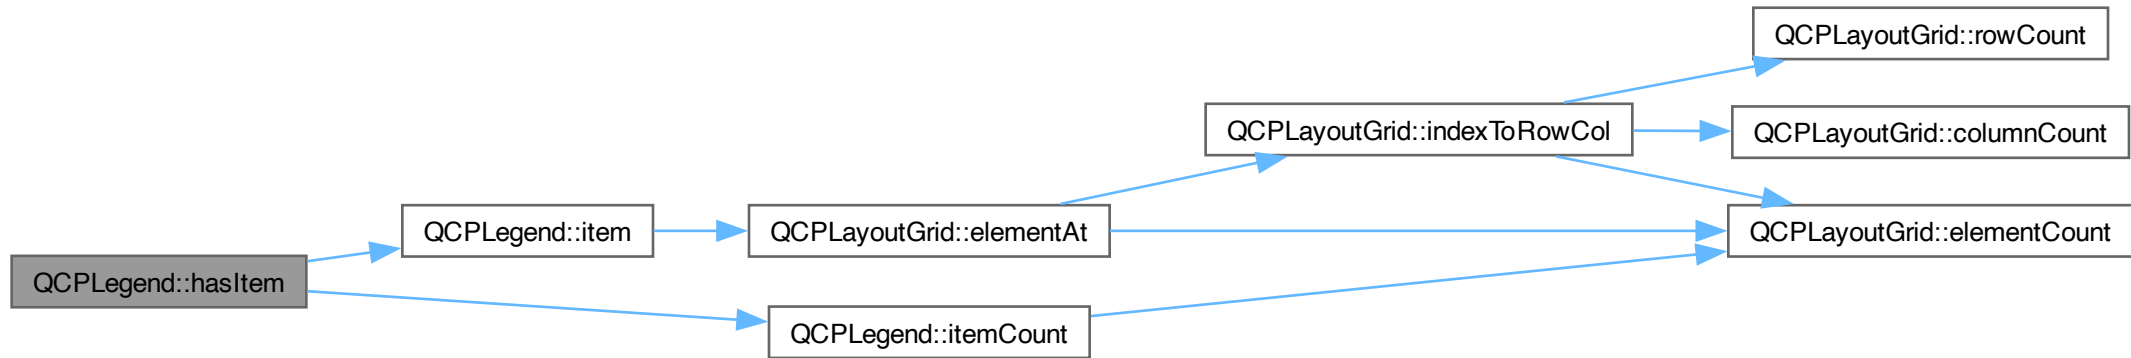 QCPLayoutGrid::rowCount
QCPLayoutGrid::indexToRowCol
QCPLayoutGrid::columnCount
QCPLegend::item
QCPLayoutGrid::elementAt
QCPLayoutGrid::elementCount
QCPLegend::hasItem
QCPLegend::itemCount